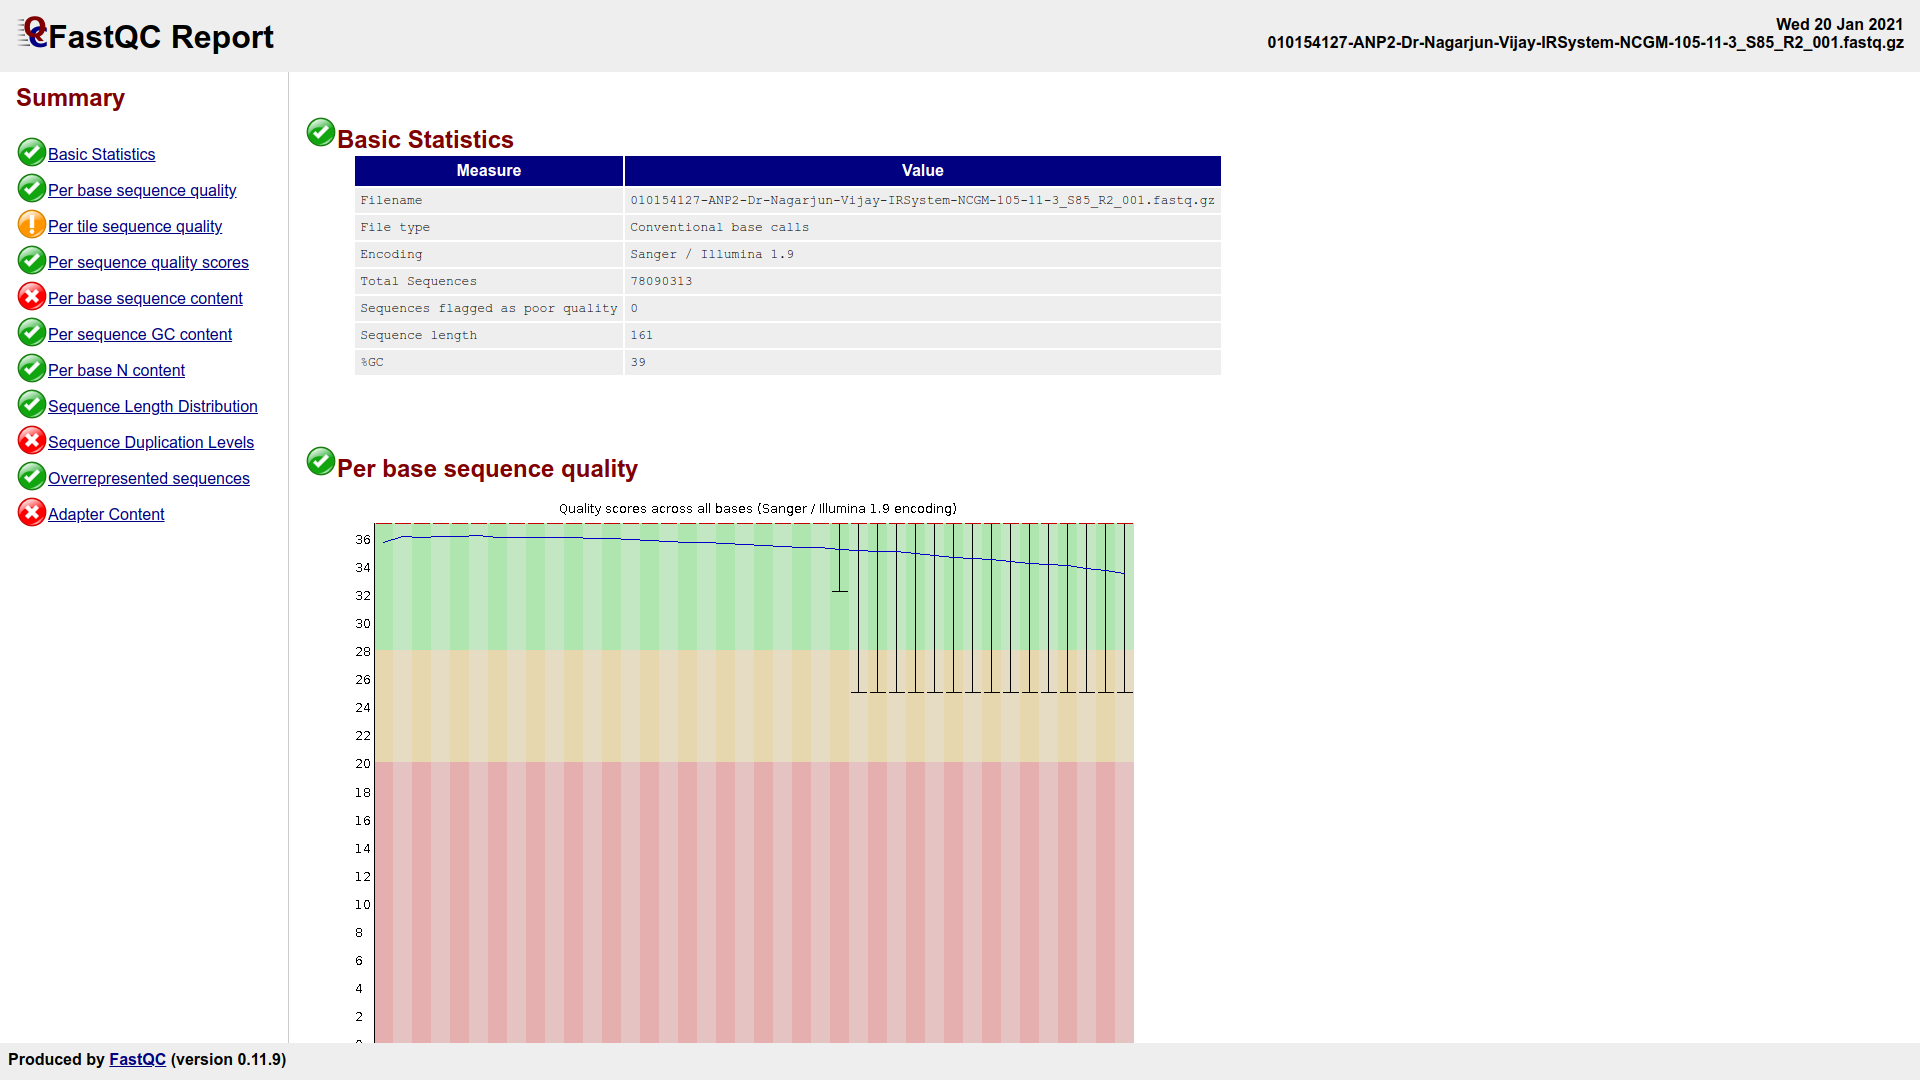 FastQC Report
Wed 20 Jan 2021
010154127-ANP2-Dr-Nagarjun-Vijay-IRSystem-NCGM-105-11-3_S85_R2_001.fastq.gz
Summary
Basic Statistics
Per base sequence quality
Per tile sequence quality
Per sequence quality scores
Per base sequence content
Per sequence GC content
Per base N content
Sequence Length Distribution
Sequence Duplication Levels
Overrepresented sequences
Adapter Content
Basic Statistics
Measure Value
Filename 010154127-ANP2-Dr-Nagarjun-Vijay-IRSystem-NCGM-105-11-3_S85_R2_001.fastq.gz
File type Conventional base calls
Encoding Sanger / Illumina 1.9
Total Sequences 78090313
Sequences flagged as poor quality 0
Sequence length 161
%GC 39
Per base sequence quality
Quality scores across all bases (Sanger / Illumina 1.9 encoding)
36
34
32
30
28
26
24
22
20
18
16
14
12
10
8
6
4
2
Produced by FastQC (version 0.11.9)